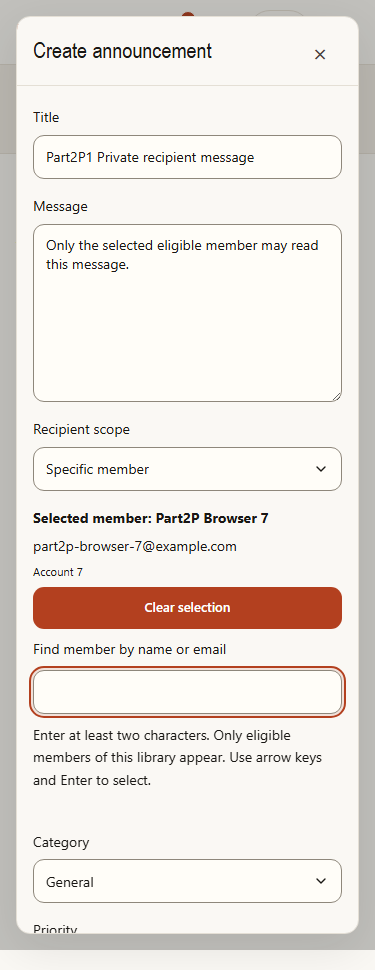 Create announcement
Title
Part2P1 Private recipient message
Message
Only the selected eligible member may read
this message.
Recipient scope
Specific member
Selected member: Part2P Browser 7
part2p-browser-7@example.com
Account 7
Clear selection
Find member by name or email
Enter at least two characters. Only eligible
members of this library appear. Use arrow keys
and Enter to select.
Category
General
Priority